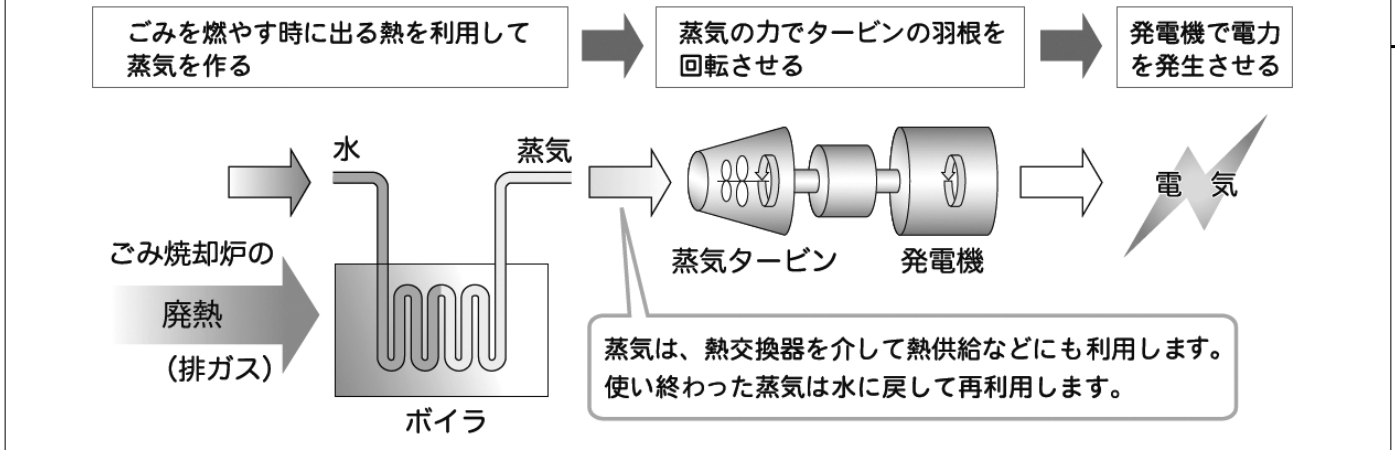 ごみを燃やす時に出る熱を利用して
蒸気を作る
蒸気の力でタービンの羽根を
回転させる
発電機で電力
を発生させる
水
蒸気
電気
ごみ焼却炉の
廃熱
（排ガス）
ボイラ
蒸気タービン
発電機
蒸気は、熱交換器を介して熱供給などにも利用します。
使い終わった蒸気は水に戻して再利用します。